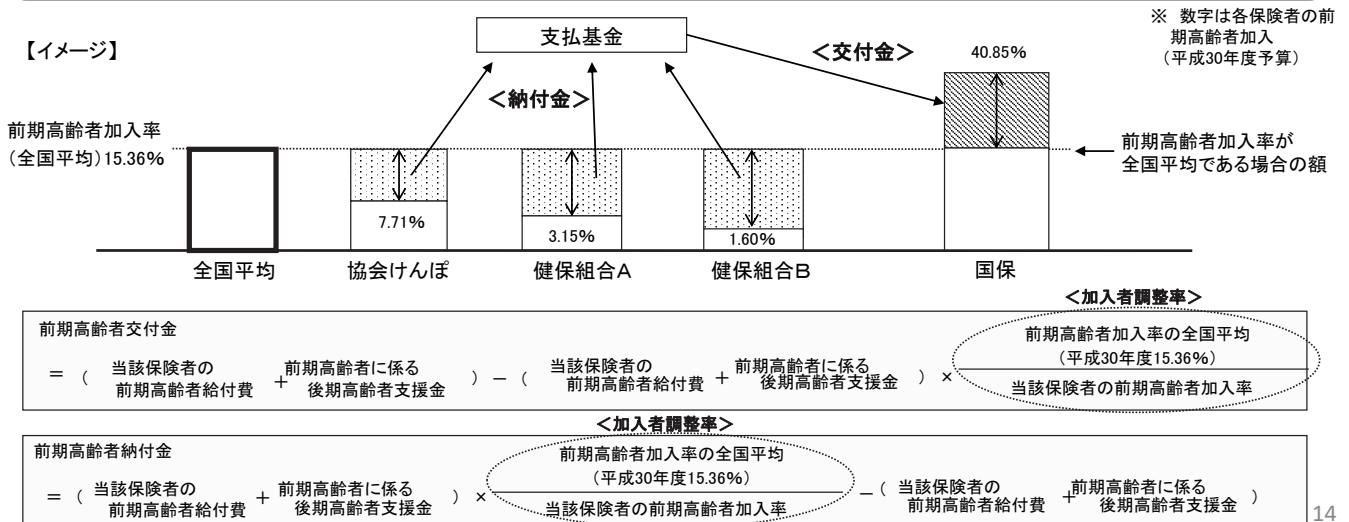 ※ 数字は各保険者の前
期高齢者加入
(平成30年度予算)
【イメージ】
支払基金
＜交付金＞
40.85%
＜納付金＞
前期高齢者加入率
(全国平均)15.36%
前期高齢者加入率が
全国平均である場合の額
7.71%
3.15%
1.60%
全国平均
協会けんぽ
健保組合A
健保組合B
国保
＜加入者調整率＞
前期高齢者交付金
＝ （ 当該保険者の前期高齢者給付費 ＋ 前期高齢者に係る後期高齢者支援金 ） － （ 当該保険者の前期高齢者給付費 ＋ 前期高齢者に係る後期高齢者支援金 ） ×
前期高齢者加入率の全国平均
(平成30年度15.36%)
当該保険者の前期高齢者加入率
＜加入者調整率＞
前期高齢者納付金
＝ （ 当該保険者の前期高齢者給付費 ＋ 前期高齢者に係る後期高齢者支援金 ） ×
前期高齢者加入率の全国平均
(平成30年度15.36%)
当該保険者の前期高齢者加入率
－ （ 当該保険者の前期高齢者給付費 ＋ 前期高齢者に係る後期高齢者支援金 ）
14